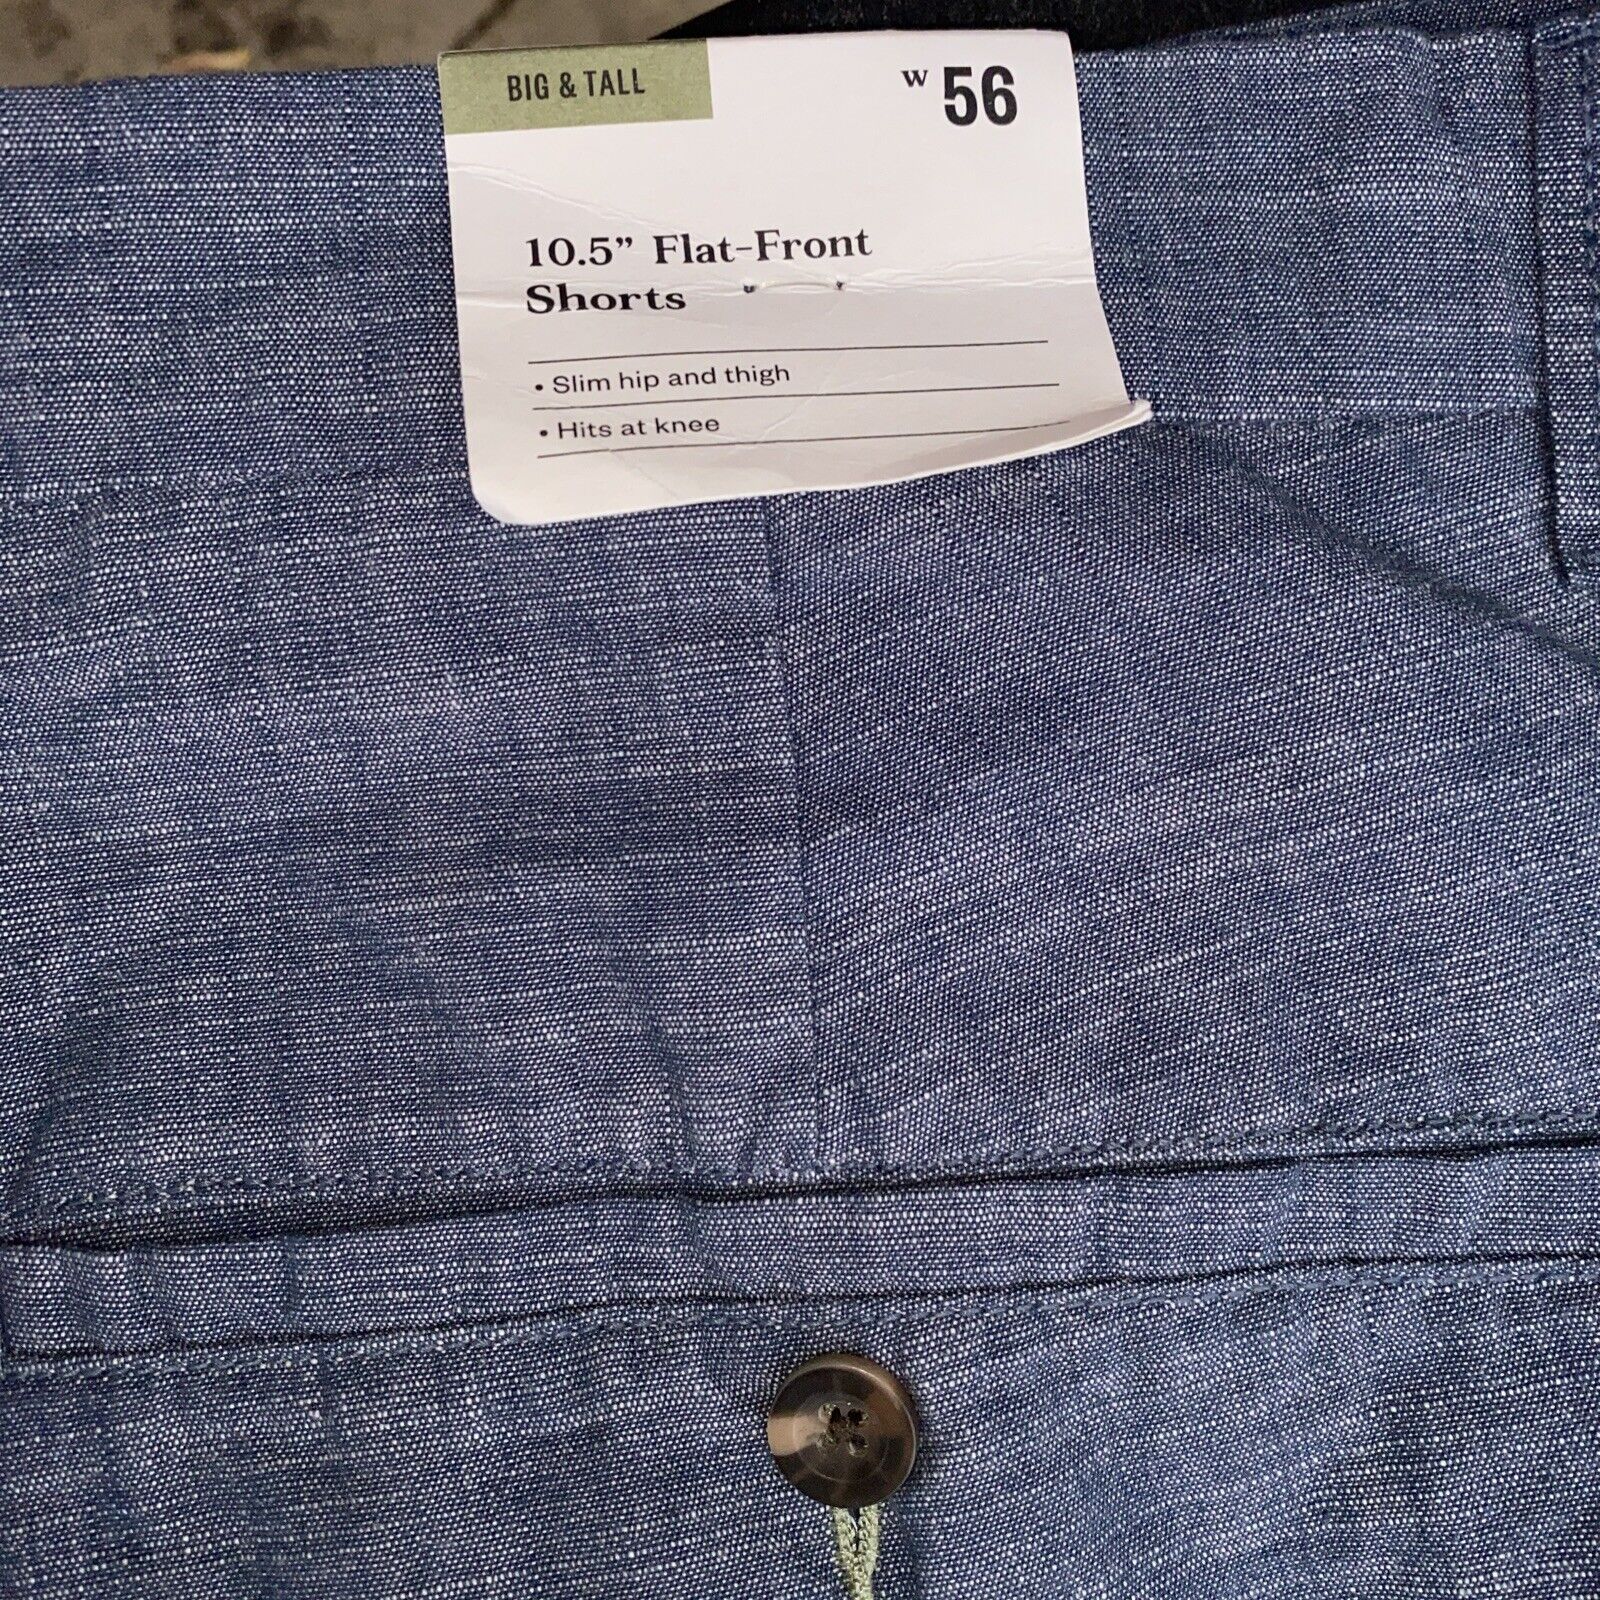 BIG & TALL
W 56
10.5” Flat-Front
Shorts
• Slim hip and thigh
• Hits at knee